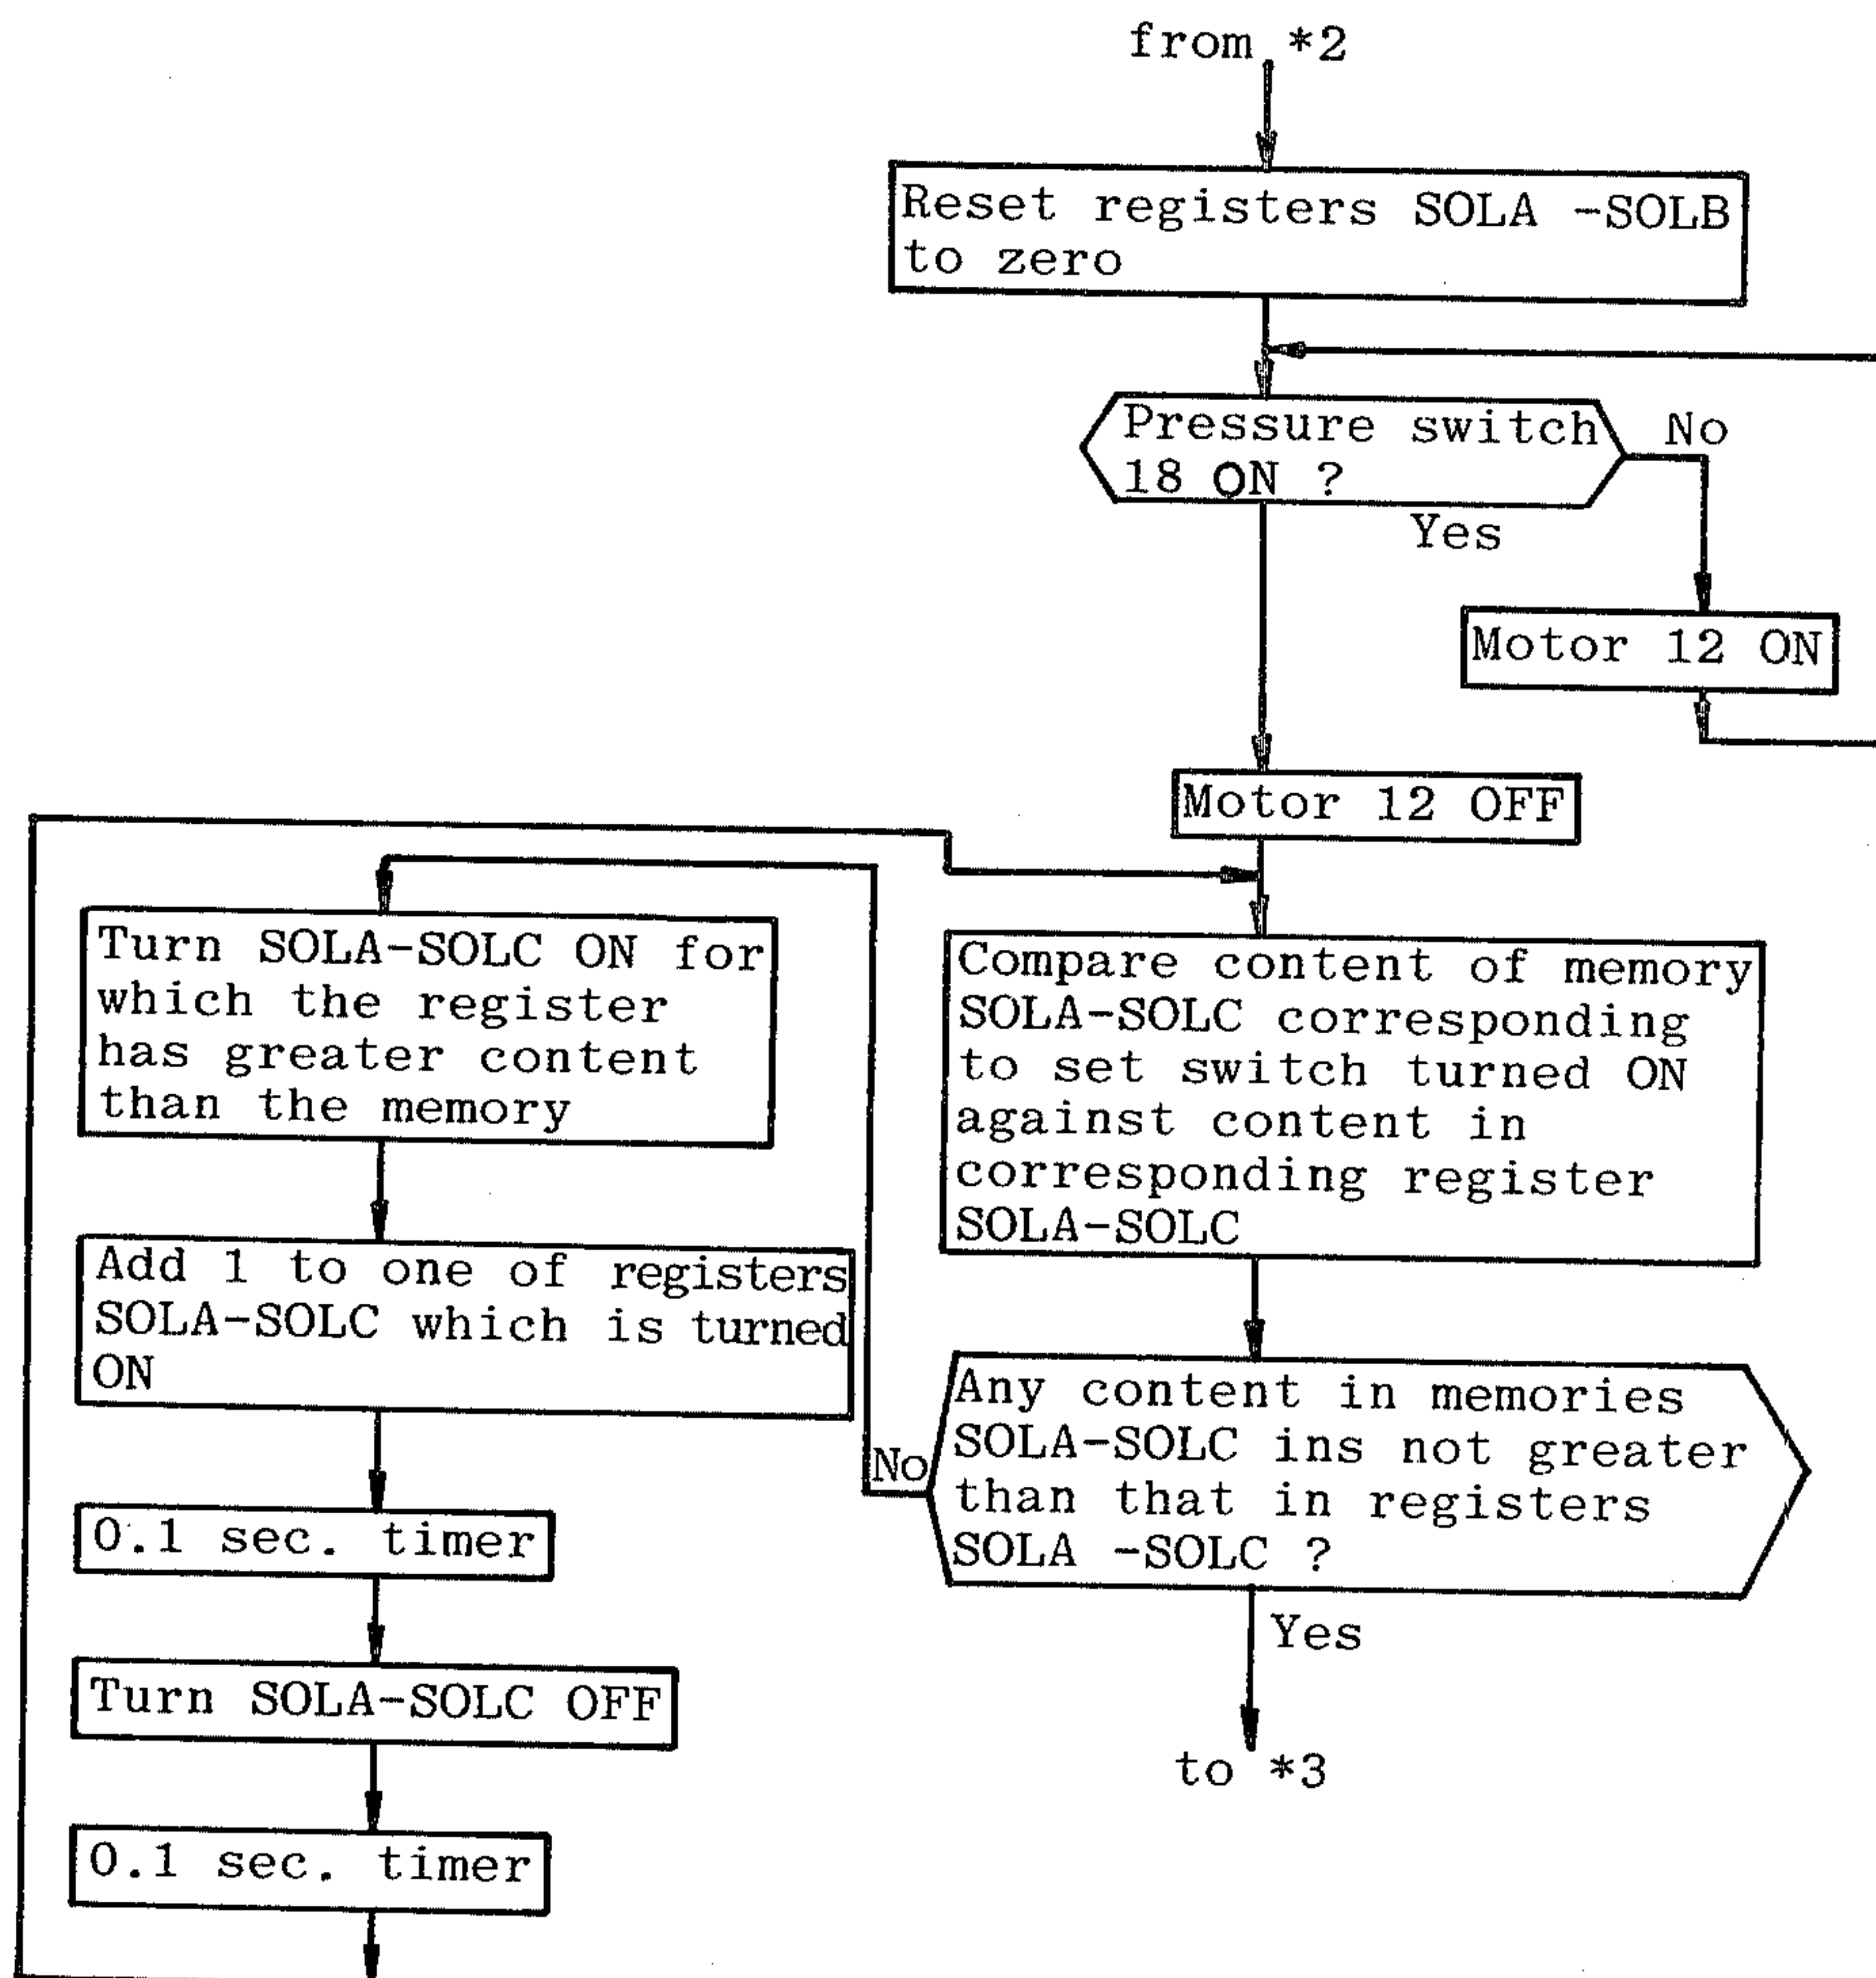 from *2
Reset registers SOLA -SOLB
to zero
Pressure switch
18 ON ?
No
Yes
Motor 12 ON
Motor 12 OFF
Compare content of memory
SOLA-SOLC corresponding
to set switch turned ON
against content in
corresponding register
SOLA-SOLC
Any content in memories
SOLA-SOLC ins not greater
than that in registers
SOLA -SOLC ?
No
Yes
to *3
Turn SOLA-SOLC ON for
which the register
has greater content
than the memory
Add 1 to one of registers
SOLA-SOLC which is turned
ON
0.1 sec. timer
Turn SOLA-SOLC OFF
0.1 sec. timer